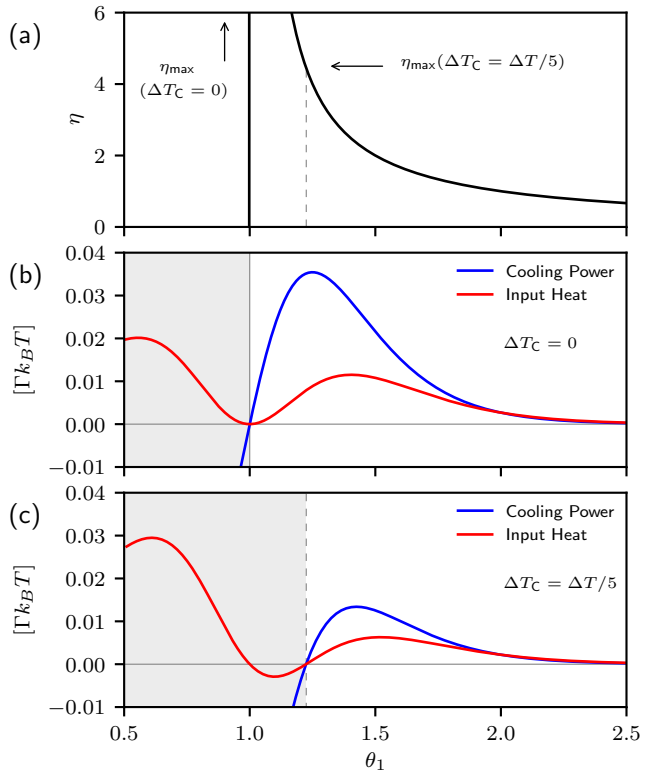 (a)
6
4
2
0
η
η_max
(ΔT_C = 0)
η_max(ΔT_C = ΔT/5)
(b)
0.04
0.03
0.02
0.01
0.00
−0.01
[Γk_BT]
Cooling Power
Input Heat
ΔT_C = 0
(c)
0.04
0.03
0.02
0.01
0.00
−0.01
[Γk_BT]
Cooling Power
Input Heat
ΔT_C = ΔT/5
0.5 1.0 1.5 2.0 2.5
θ_1